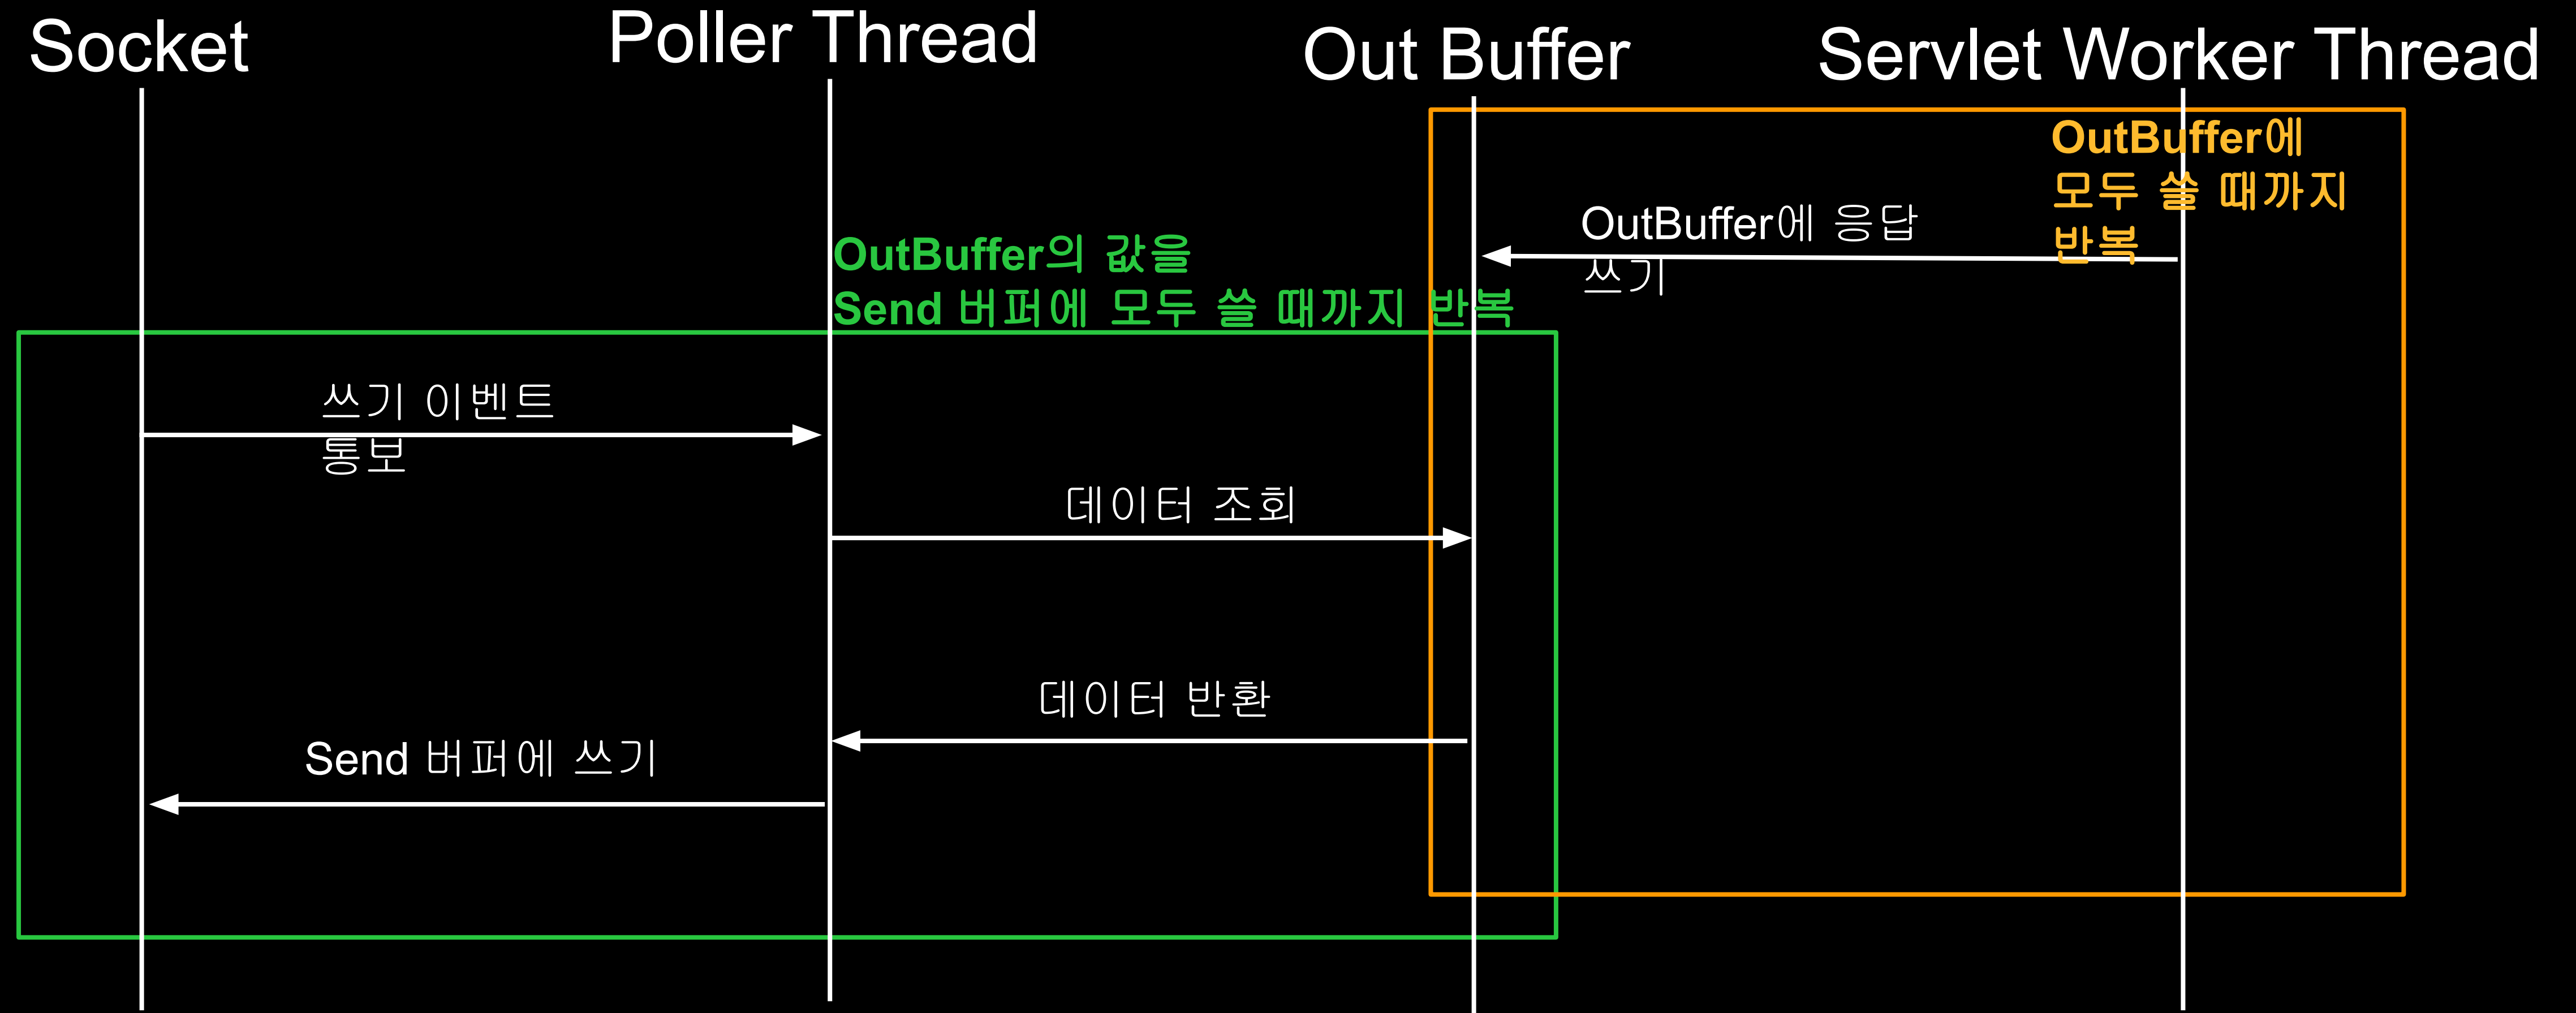 Socket
Poller Thread
Out Buffer
Servlet Worker Thread
OutBuffer에
모두 쓸 때까지
반복
OutBuffer에 응답
쓰기
OutBuffer의 값을
Send 버퍼에 모두 쓸 때까지 반복
쓰기 이벤트
통보
데이터 조회
데이터 반환
Send 버퍼에 쓰기